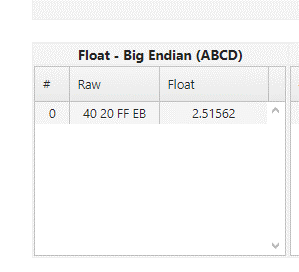 Float - Big Endian (ABCD)
# Raw Float
0 40 20 FF EB 2.51562